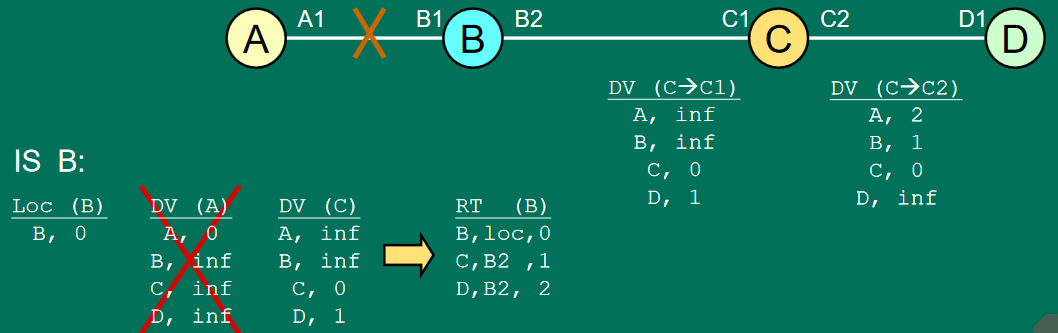 A A1 B1 B B2 C1 C C2 D1 D
DV (C→C1)
A, inf
B, inf
C, 0
D, 1
DV (C→C2)
A, 2
B, 1
C, 0
D, inf
IS B:
Loc (B)
B, 0
DV (A)
A, 0
B, inf
C, inf
D, inf
DV (C)
A, inf
B, inf
C, 0
D, 1
RT (B)
B,loc,0
C,B2 ,1
D,B2, 2